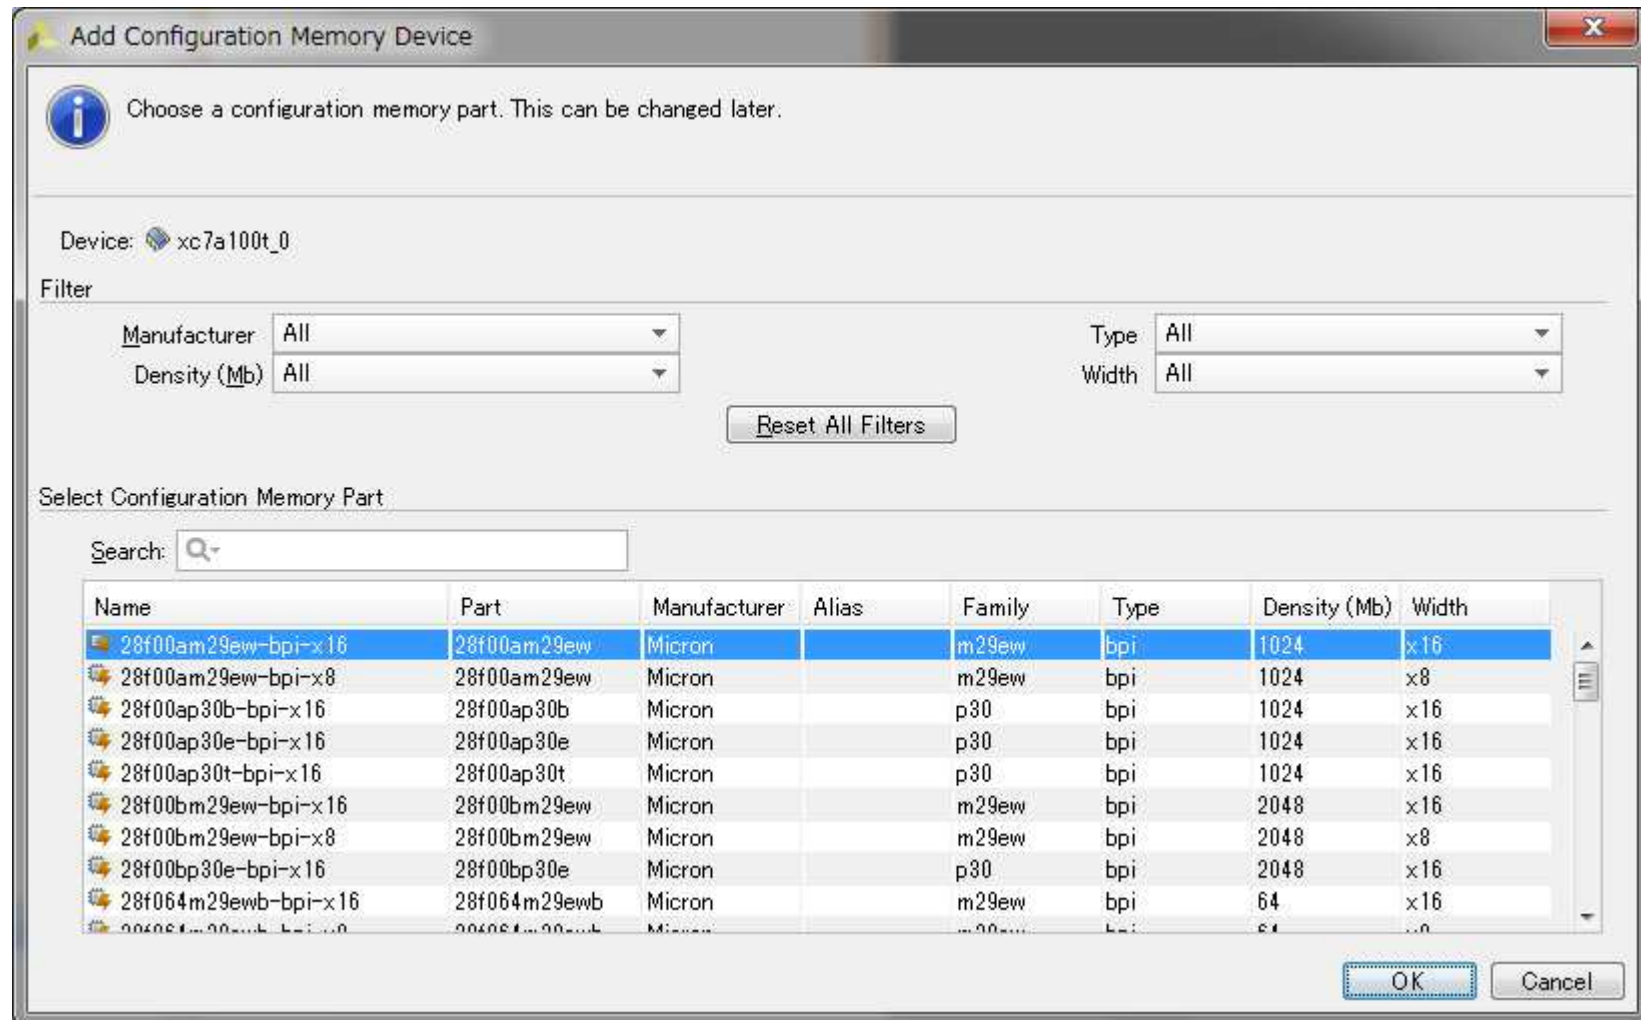 Add Configuration Memory Device
Choose a configuration memory part. This can be changed later.
Device: xc7a100t_0
Filter
Manufacturer All Type All
Density (Mb) All Width All
Reset All Filters
Select Configuration Memory Part
Search:
Name Part Manufacturer Alias Family Type Density (Mb) Width
28f00am29ew-bpi-x16 28f00am29ew Micron m29ew bpi 1024 x16
28f00am29ew-bpi-x8 28f00am29ew Micron m29ew bpi 1024 x8
28f00ap30b-bpi-x16 28f00ap30b Micron p30 bpi 1024 x16
28f00ap30e-bpi-x16 28f00ap30e Micron p30 bpi 1024 x16
28f00ap30t-bpi-x16 28f00ap30t Micron p30 bpi 1024 x16
28f00bm29ew-bpi-x16 28f00bm29ew Micron m29ew bpi 2048 x16
28f00bm29ew-bpi-x8 28f00bm29ew Micron m29ew bpi 2048 x8
28f00bp30e-bpi-x16 28f00bp30e Micron p30 bpi 2048 x16
28f064m29ewb-bpi-x16 28f064m29ewb Micron m29ew bpi 64 x16
OK Cancel